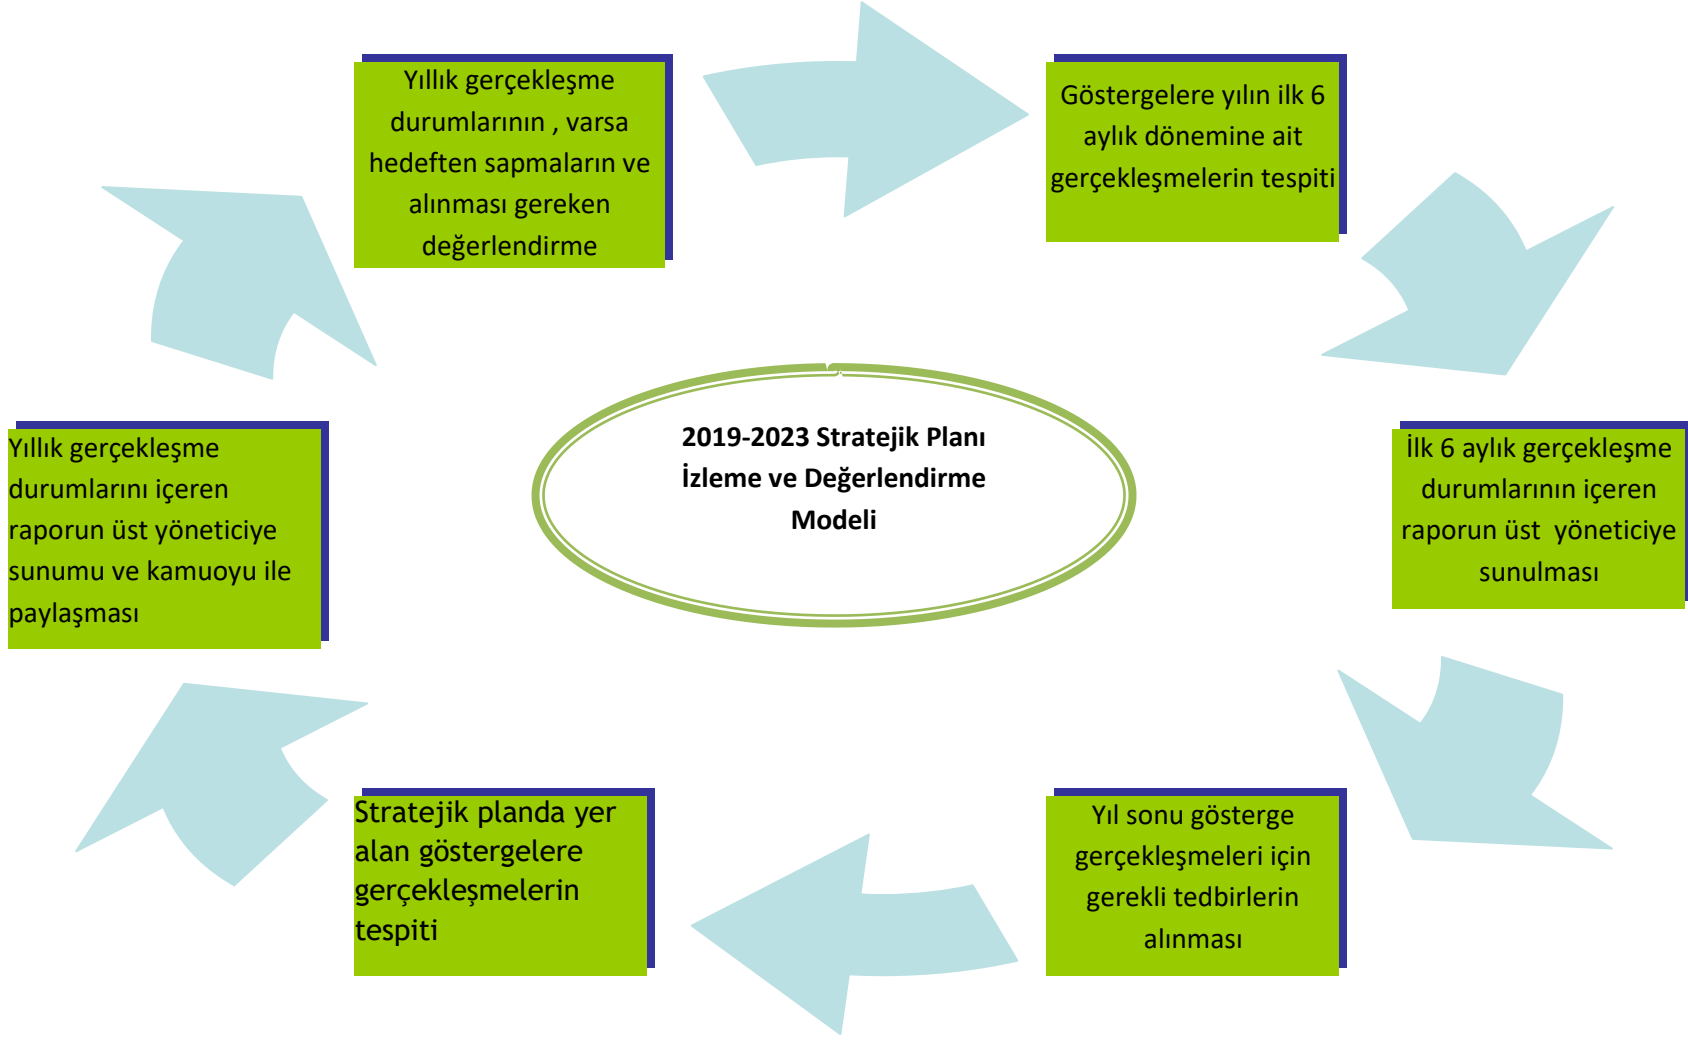 Yıllık gerçekleşme
durumlarının , varsa
hedeften sapmaların ve
alınması gereken
değerlendirme
Göstergelere yılın ilk 6
aylık dönemine ait
gerçekleşmelerin tespiti
2019-2023 Stratejik Planı
İzleme ve Değerlendirme
Modeli
Yıllık gerçekleşme
durumlarını içeren
raporun üst yöneticiye
sunumu ve kamuoyu ile
paylaşması
İlk 6 aylık gerçekleşme
durumlarının içeren
raporun üst  yöneticiye
sunulması
Stratejik planda yer
alan göstergelere
gerçekleşmelerin
tespiti
Yıl sonu gösterge
gerçekleşmeleri için
gerekli tedbirlerin
alınması